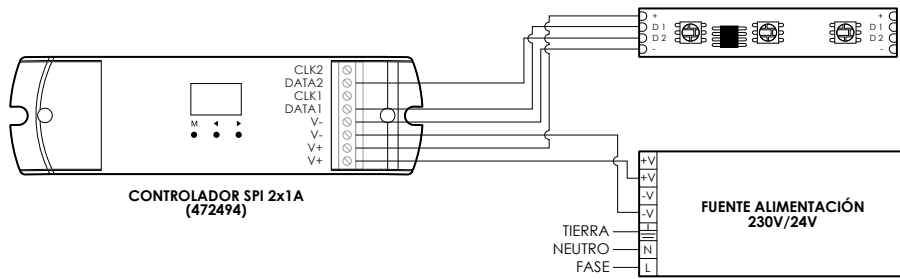 CLK2
DATA2
CLK1
DATA1
V-
V-
V+
V+
M
CONTROLADOR SPI 2x1A
(472494)
+
D1
D2
-
+
D1
D2
-
+V
+V
-V
-V
TIERRA
NEUTRO N
FASE L
FUENTE ALIMENTACIÓN
230V/24V